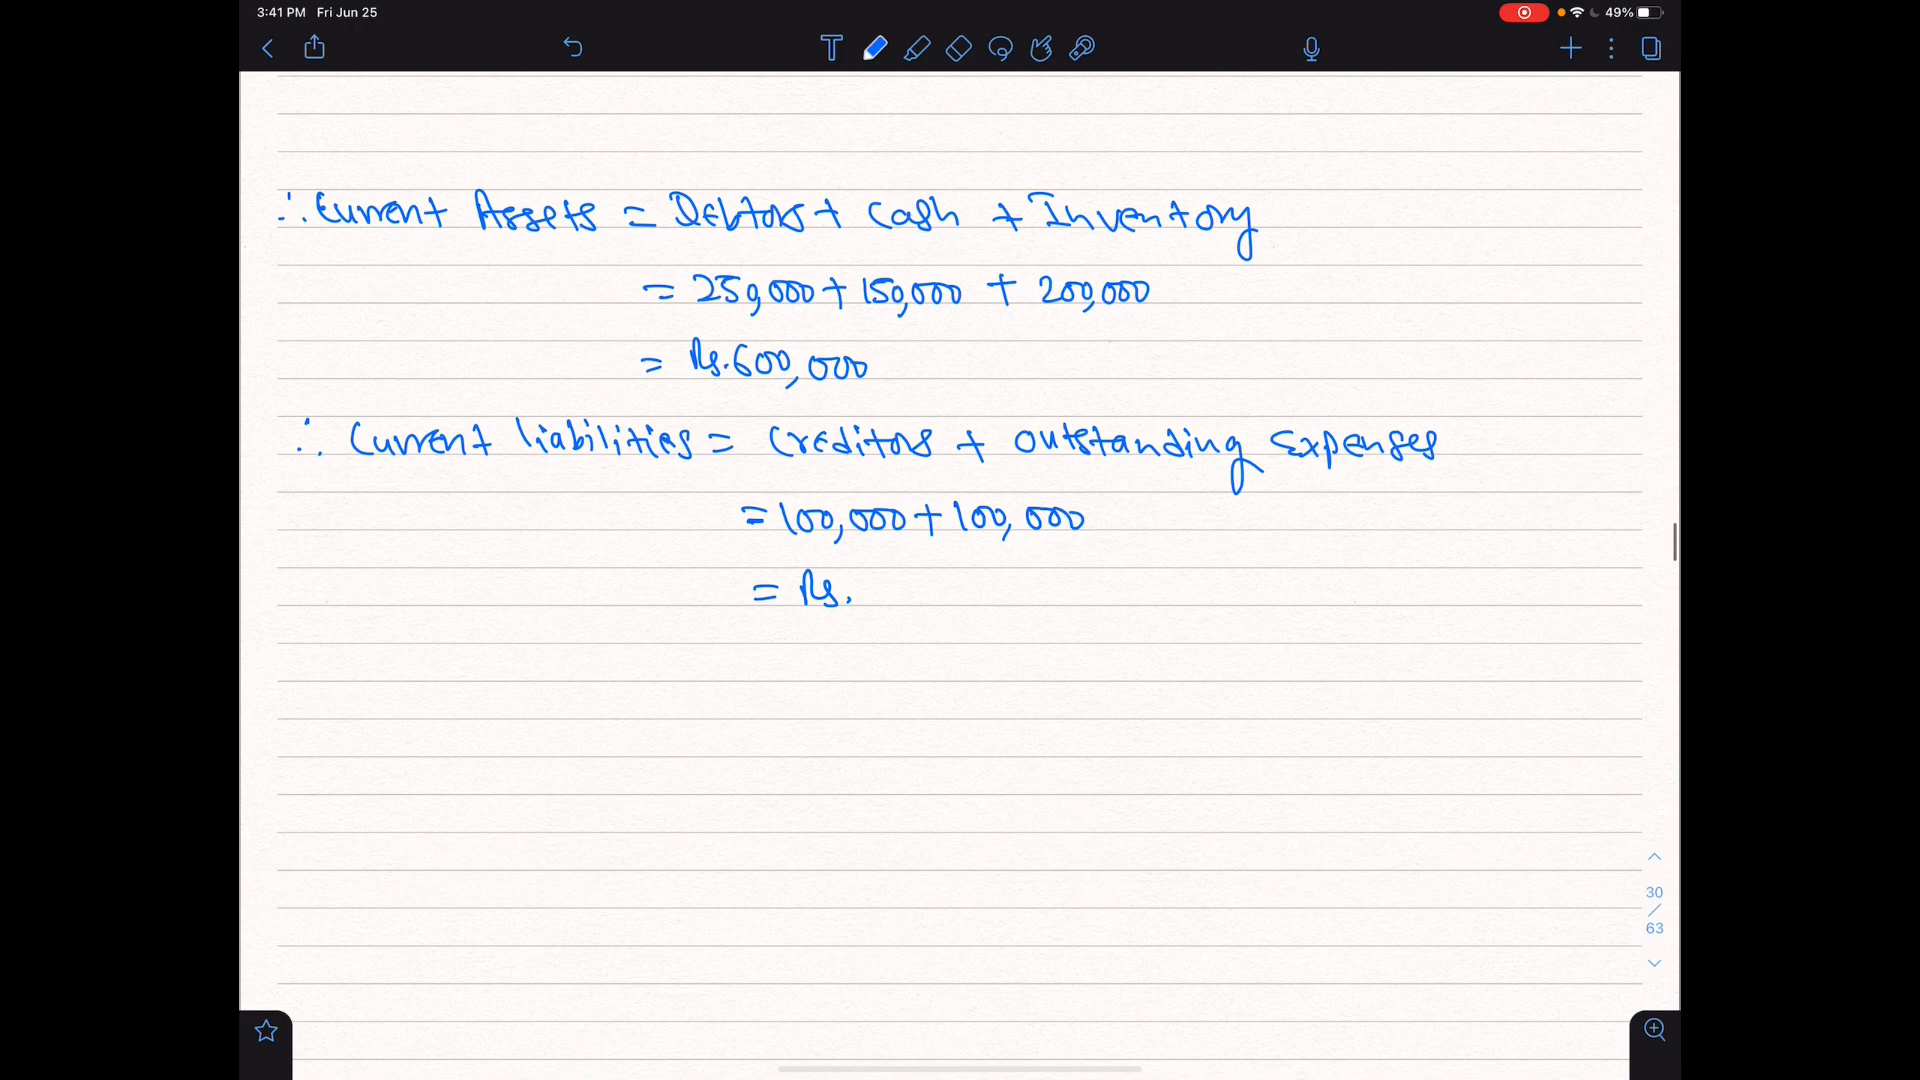 3:41 PM Fri Jun 25
49%
∴ Current Assets = Debtors + Cash + Inventory
= 250,000 + 150,000 + 200,000
= Rs. 600,000
∴ Current liabilities = Creditors + Outstanding Expenses
= 100,000 + 100,000
= Rs.
30
/
63